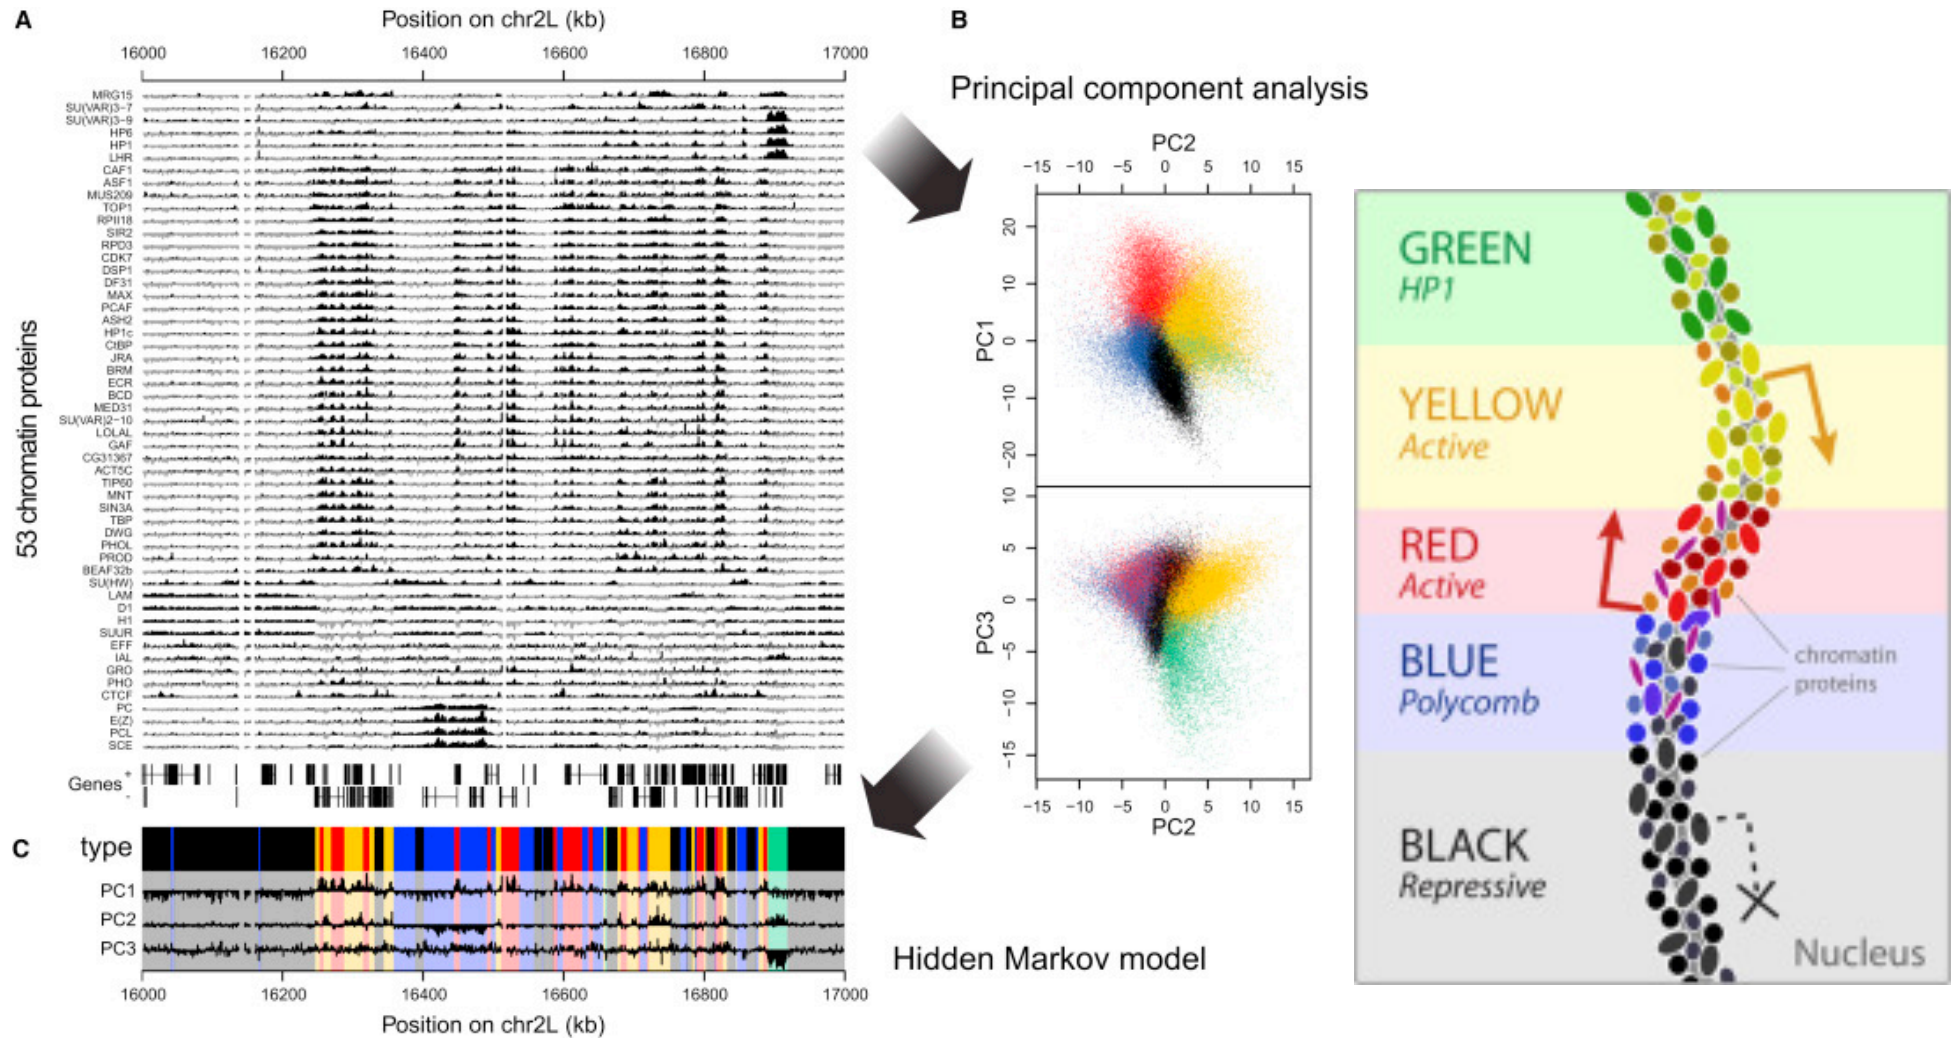 A
Position on chr2L (kb)
16000 16200 16400 16600 16800 17000
53 chromatin proteins
MRG15
SU(VAR)3-7
SU(VAR)3-9
HP6
HP1
LHR
CAF1
ASF1
MUS209
TOP1
RPII18
SIR2
RPD3
CDK7
DSP1
DF31
MAX
PCAF
ASH2
HP1c
CtBP
JRA
BRM
ECR
BCD
MED31
SU(VAR)2-10
LOLAL
GAF
CG31367
ACT5C
TIP60
MNT
SIN3A
TBP
DWG
PHOL
PROD
BEAF32b
SU(HW)
LAM
D1
H1
SUUR
EFF
IAL
GRO
PHO
CTCF
PC
E(Z)
PCL
SCE
Genes +
-
C
type
PC1
PC2
PC3
16000 16200 16400 16600 16800 17000
Position on chr2L (kb)
B
Principal component analysis
PC2
-15 -10 -5 0 5 10 15
PC1
20
10
0
-10
-20
PC3
10
5
0
-5
-10
-15
-15 -10 -5 0 5 10 15
PC2
Hidden Markov model
GREEN
HP1
YELLOW
Active
RED
Active
BLUE
Polycomb
chromatin
proteins
BLACK
Repressive
Nucleus